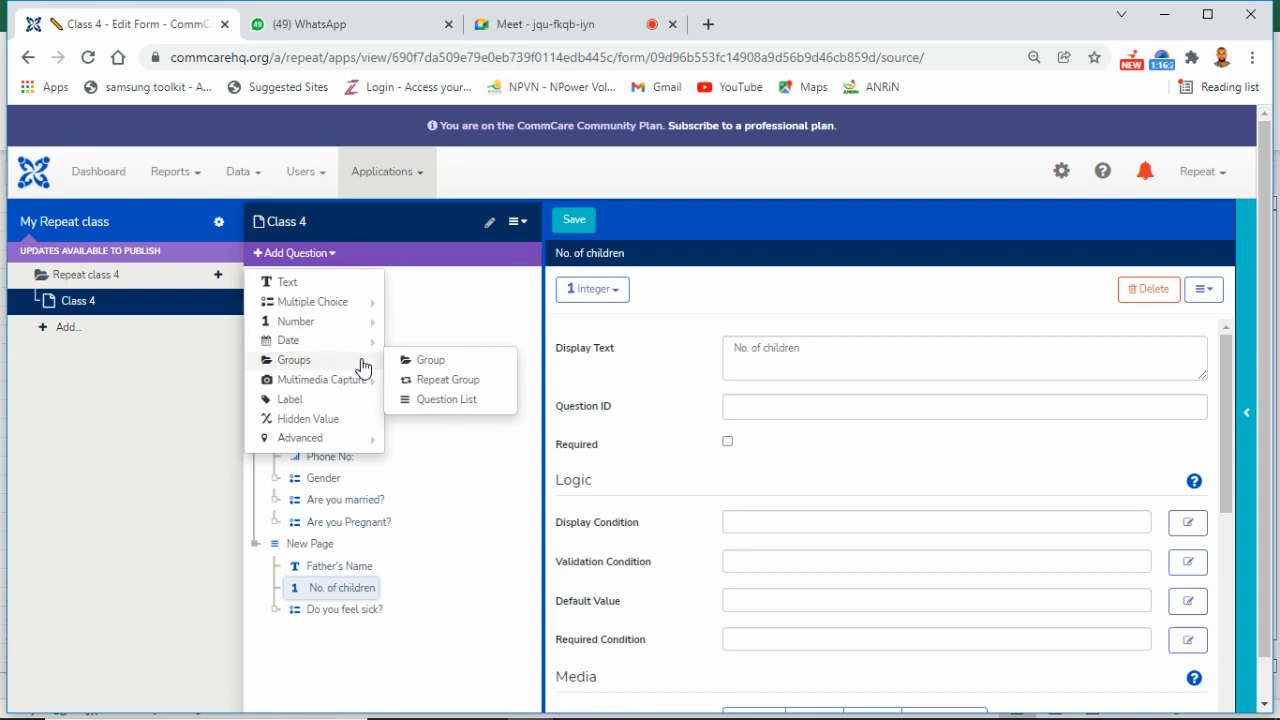 Class 4 - Edit Form - CommC
(49) WhatsApp
Meet - jqu-fkqb-iyn
commcarehq.org/a/repeat/apps/view/690f7da509e79e0eb739f0114edb445c/form/09d96b553fc14908a9d56d46cb859d9b/source/
NEW
1:16:2
Apps
samsung toolkit - A...
Suggested Sites
Login - Access your...
NPVN - NPower Vol...
Gmail
YouTube
Maps
ANRiN
Reading list
You are on the CommCare Community Plan. Subscribe to a professional plan.
Dashboard
Reports
Data
Users
Applications
Repeat
My Repeat class
Class 4
Save
UPDATES AVAILABLE TO PUBLISH
+ Add Question
No. of children
Repeat class 4
Class 4
Add...
Text
Multiple Choice
Number
Date
Groups
Multimedia Capture
Label
Hidden Value
Advanced
Group
Repeat Group
Question List
Phone No:
Gender
Are you married?
Are you Pregnant?
New Page
Father's Name
No. of children
Do you feel sick?
1 Integer
Delete
Display Text
No. of children
Question ID
Required
Logic
Display Condition
Validation Condition
Default Value
Required Condition
Media